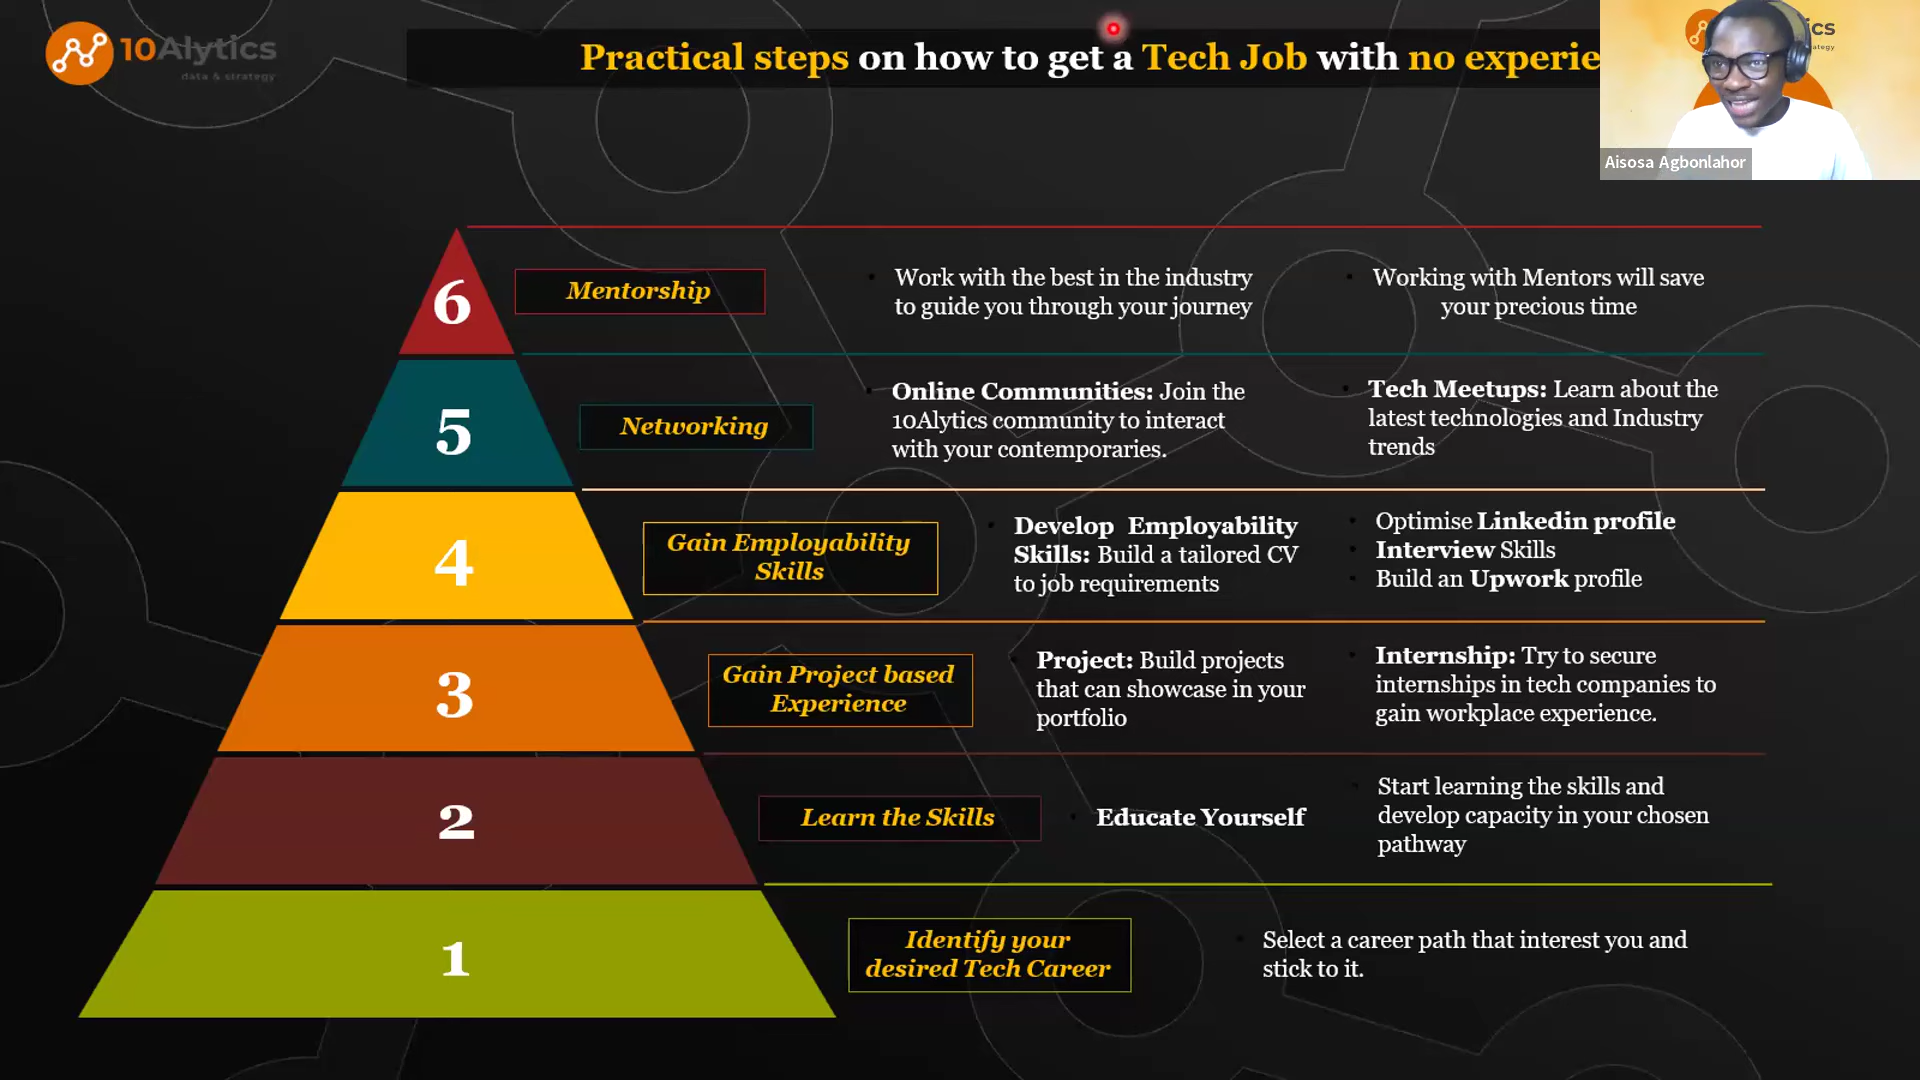 10Alytics
data & strategy
Practical steps on how to get a Tech Job with no experie
ics
tegy
Aisosa Agbonlahor
6
Mentorship
Work with the best in the industry
to guide you through your journey
Working with Mentors will save
your precious time
5
Networking
Online Communities: Join the
10Alytics community to interact
with your contemporaries.
Tech Meetups: Learn about the
latest technologies and Industry
trends
4
Gain Employability
Skills
Develop Employability
Skills: Build a tailored CV
to job requirements
Optimise Linkedin profile
Interview Skills
Build an Upwork profile
3
Gain Project based
Experience
Project: Build projects
that can showcase in your
portfolio
Internship: Try to secure
internships in tech companies to
gain workplace experience.
2
Learn the Skills
Educate Yourself
Start learning the skills and
develop capacity in your chosen
pathway
1
Identify your
desired Tech Career
Select a career path that interest you and
stick to it.